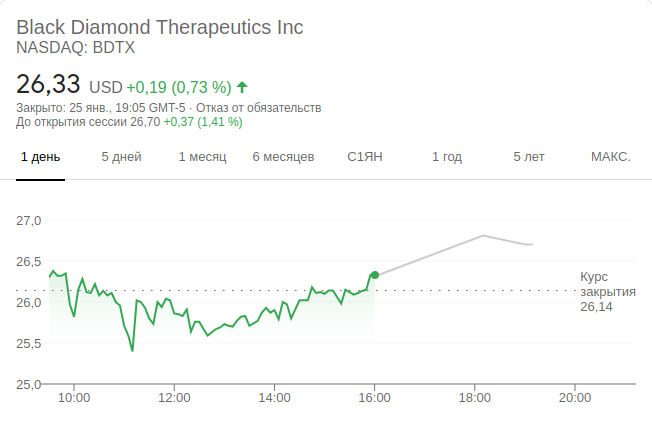 Black Diamond Therapeutics Inc
NASDAQ: BDTX
26,33 USD +0,19 (0,73 %)
Закрыто: 25 янв., 19:05 GMT-5 · Отказ от обязательств
До открытия сессии 26,70 +0,37 (1,41 %)
1 день 5 дней 1 месяц 6 месяцев С1ЯН 1 год 5 лет МАКС.
27,0
26,5
26,0
25,5
25,0
Курс
закрытия
26,14
10:00 12:00 14:00 16:00 18:00 20:00